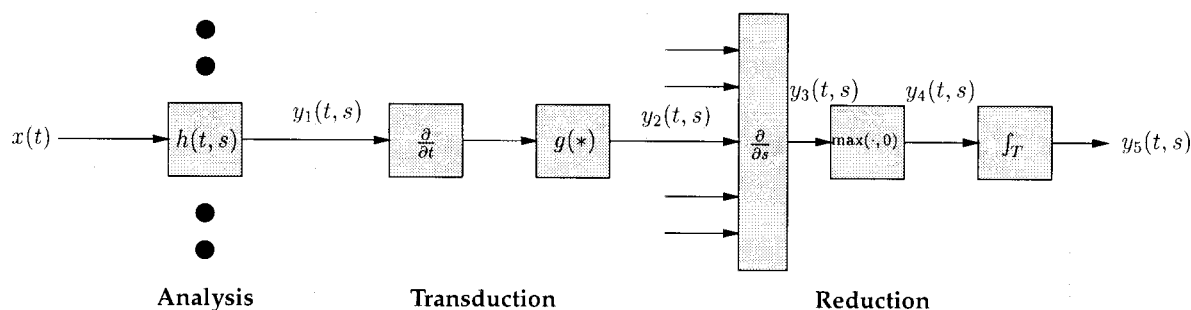 x(t)
h(t, s)
y₁(t, s)
∂/∂t
g(*)
y₂(t, s)
∂/∂s
y₃(t, s)
max(·,0)
y₄(t, s)
∫_T
y₅(t, s)
Analysis
Transduction
Reduction